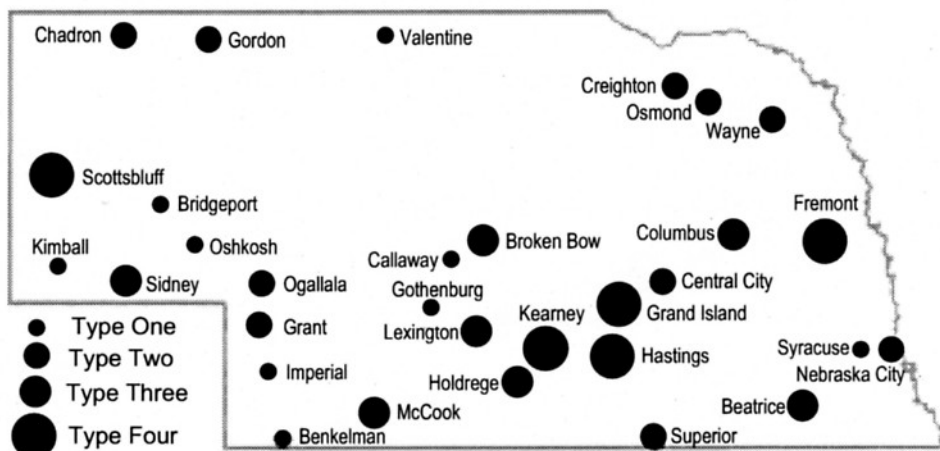 Chadron
Gordon
Valentine
Creighton
Osmond
Wayne
Scottsbluff
Bridgeport
Fremont
Kimball
Oshkosh
Callaway
Broken Bow
Columbus
Sidney
Ogallala
Gothenburg
Central City
Grant
Lexington
Kearney
Grand Island
Imperial
Holdrege
Hastings
Syracuse
Nebraska City
McCook
Beatrice
Benkelman
Superior
Type One
Type Two
Type Three
Type Four